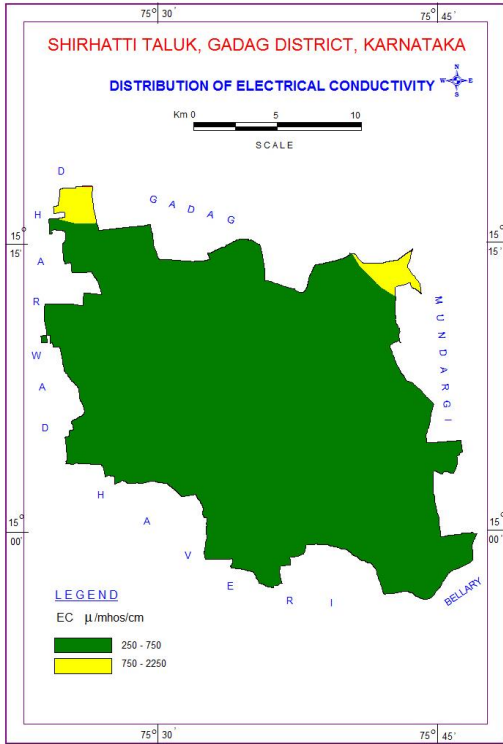 75° 30' 75° 45'
SHIRHATTI TALUK, GADAG DISTRICT, KARNATAKA
DISTRIBUTION OF ELECTRICAL CONDUCTIVITY
N
W E
S
Km 0 5 10
SCALE
DHARWAD
GADAG
15° 15'
15° 15'
MUNDARGI
15° 00'
15° 00'
HAVERI
BELLARY
LEGEND
EC μ/mhos/cm
250 - 750
750 - 2250
75° 30' 75° 45'